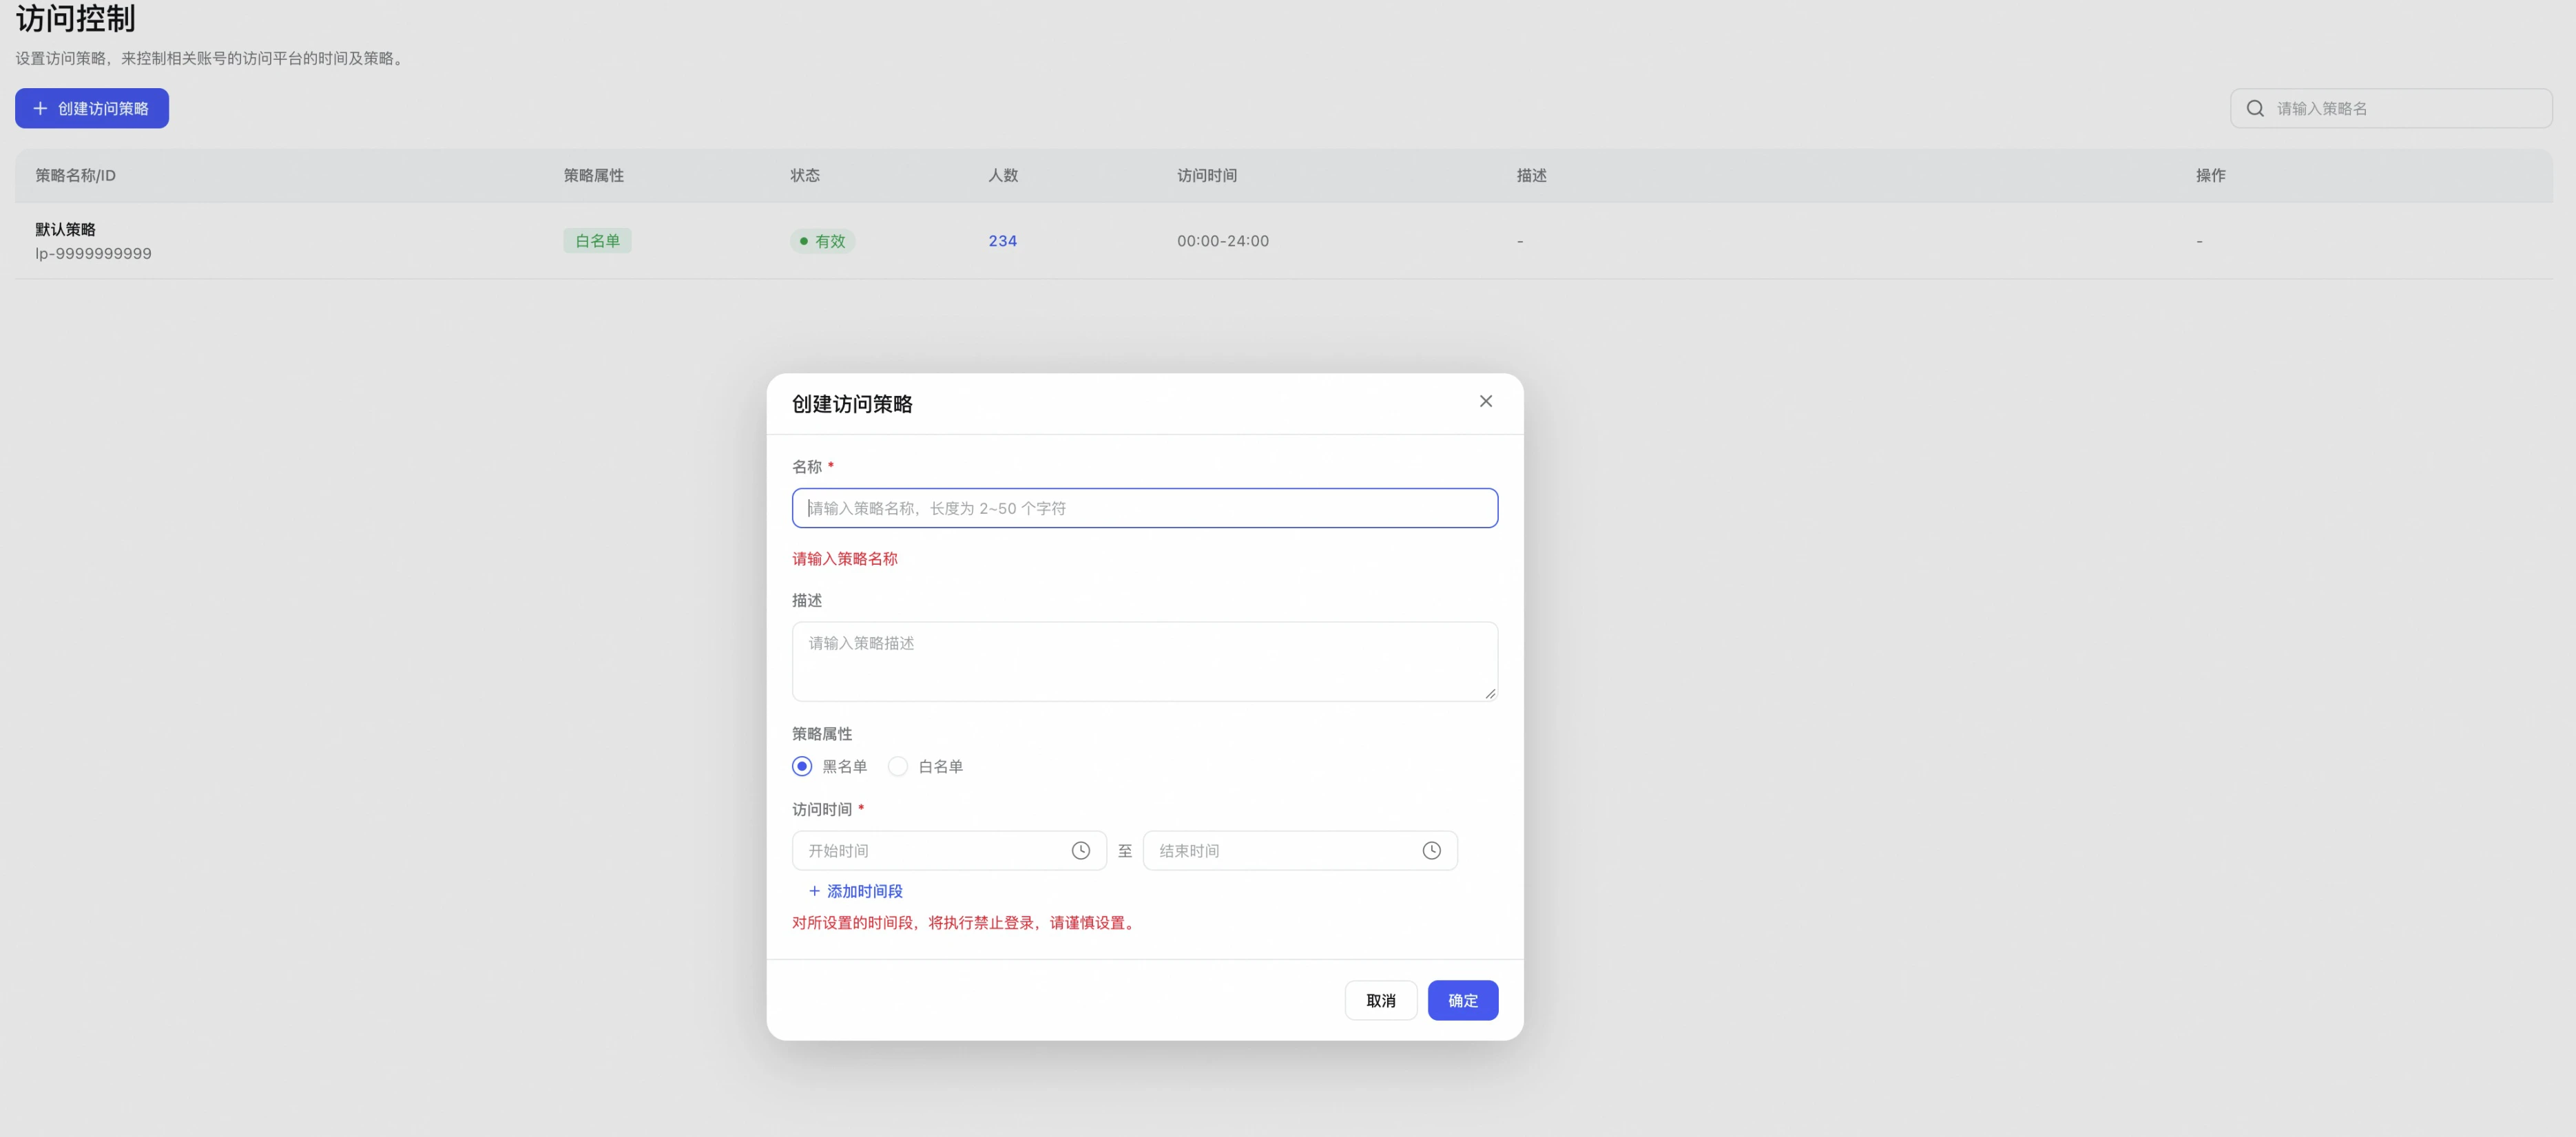 访问控制
设置访问策略，来控制相关账号的访问平台的时间及策略。
+ 创建访问策略
请输入策略名
策略名称/ID 策略属性 状态 人数 访问时间 描述 操作
默认策略
lp-9999999999
白名单 有效 234 00:00-24:00 - -
创建访问策略
名称 *
请输入策略名称，长度为 2~50 个字符
请输入策略名称
描述
请输入策略描述
策略属性
黑名单 白名单
访问时间 *
开始时间 至 结束时间
+ 添加时间段
对所设置的时间段，将执行禁止登录，请谨慎设置。
取消 确定